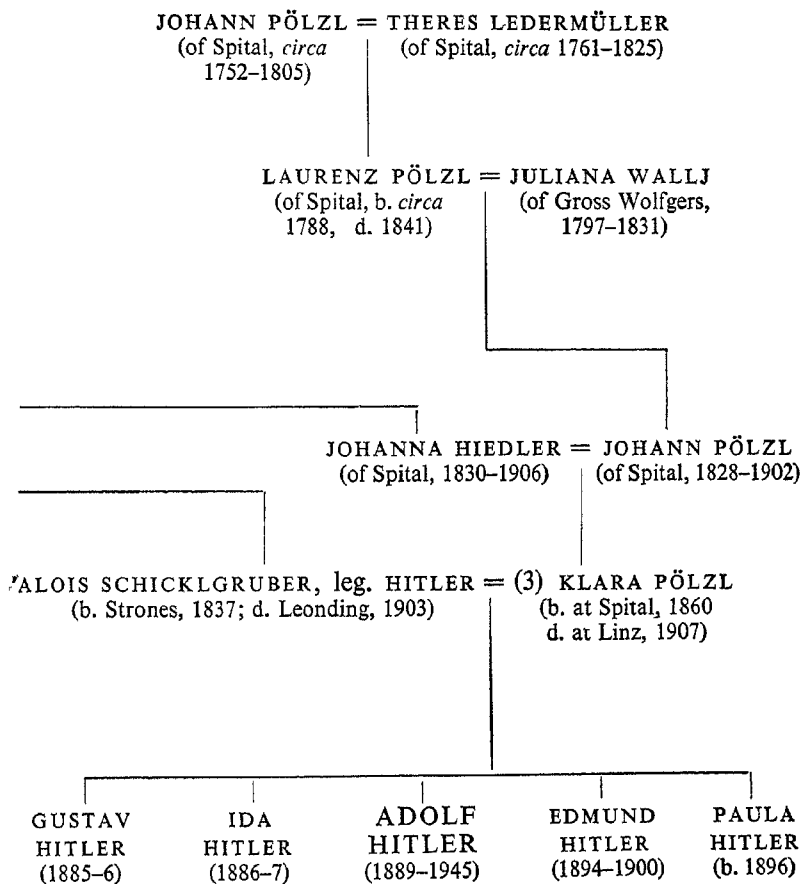 JOHANN PÖLZL = THERES LEDERMÜLLER
(of Spital, circa (of Spital, circa 1761–1825)
1752–1805)
LAURENZ PÖLZL = JULIANA WALLJ
(of Spital, b. circa (of Gross Wolfgers,
1788, d. 1841) 1797–1831)
JOHANNA HIEDLER = JOHANN PÖLZL
(of Spital, 1830–1906) (of Spital, 1828–1902)
ALOIS SCHICKLGRUBER, leg. HITLER = (3) KLARA PÖLZL
(b. Strones, 1837; d. Leonding, 1903) (b. at Spital, 1860
d. at Linz, 1907)
GUSTAV IDA ADOLF EDMUND PAULA
HITLER HITLER HITLER HITLER HITLER
(1885–6) (1886–7) (1889–1945) (1894–1900) (b. 1896)